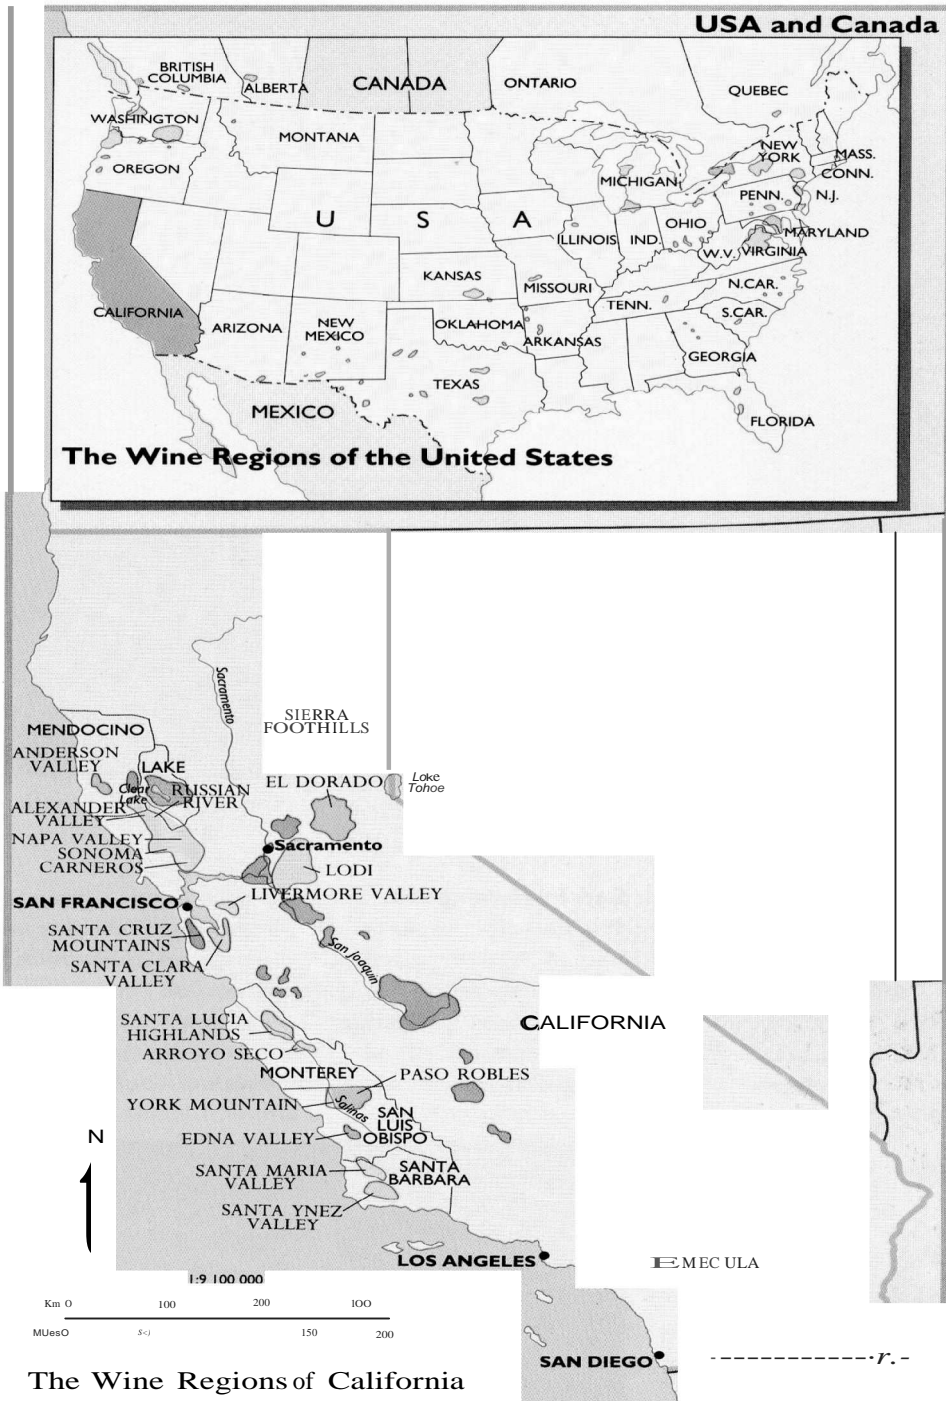 USA and Canada
BRITISH
COLUMBIA
ALBERTA
CANADA
ONTARIO
QUEBEC
WASHINGTON
MONTANA
OREGON
MICHIGAN
NEW
YORK
MASS.
CONN.
PENN.
N.J.
U S A
OHIO
ILLINOIS
IND.
MARYLAND
W.V.
VIRGINIA
KANSAS
MISSOURI
N.CAR.
TENN.
S.CAR.
CALIFORNIA
ARIZONA
NEW
MEXICO
OKLAHOMA
ARKANSAS
GEORGIA
TEXAS
MEXICO
FLORIDA
The Wine Regions of the United States
Sacramento
SIERRA
FOOTHILLS
MENDOCINO
ANDERSON
VALLEY
LAKE
Clear
Lake
RUSSIAN
RIVER
EL DORADO
Loke
Tohoe
ALEXANDER
VALLEY
NAPA VALLEY
SONOMA
CARNEROS
Sacramento
LODI
LIVERMORE VALLEY
SAN FRANCISCO
SANTA CRUZ
MOUNTAINS
SANTA CLARA
VALLEY
San Joaquin
SANTA LUCIA
HIGHLANDS
ARROYO SECO
CALIFORNIA
MONTEREY
PASO ROBLES
YORK MOUNTAIN
Salinas
SAN
LUIS
OBISPO
EDNA VALLEY
N
SANTA MARIA
VALLEY
SANTA
BARBARA
SANTA YNEZ
VALLEY
LOS ANGELES
EMECULA
1:9 100 000
Km 0 100 200 lOO
MUesO S<) 150 200
SAN DIEGO
r.
The Wine Regions of California